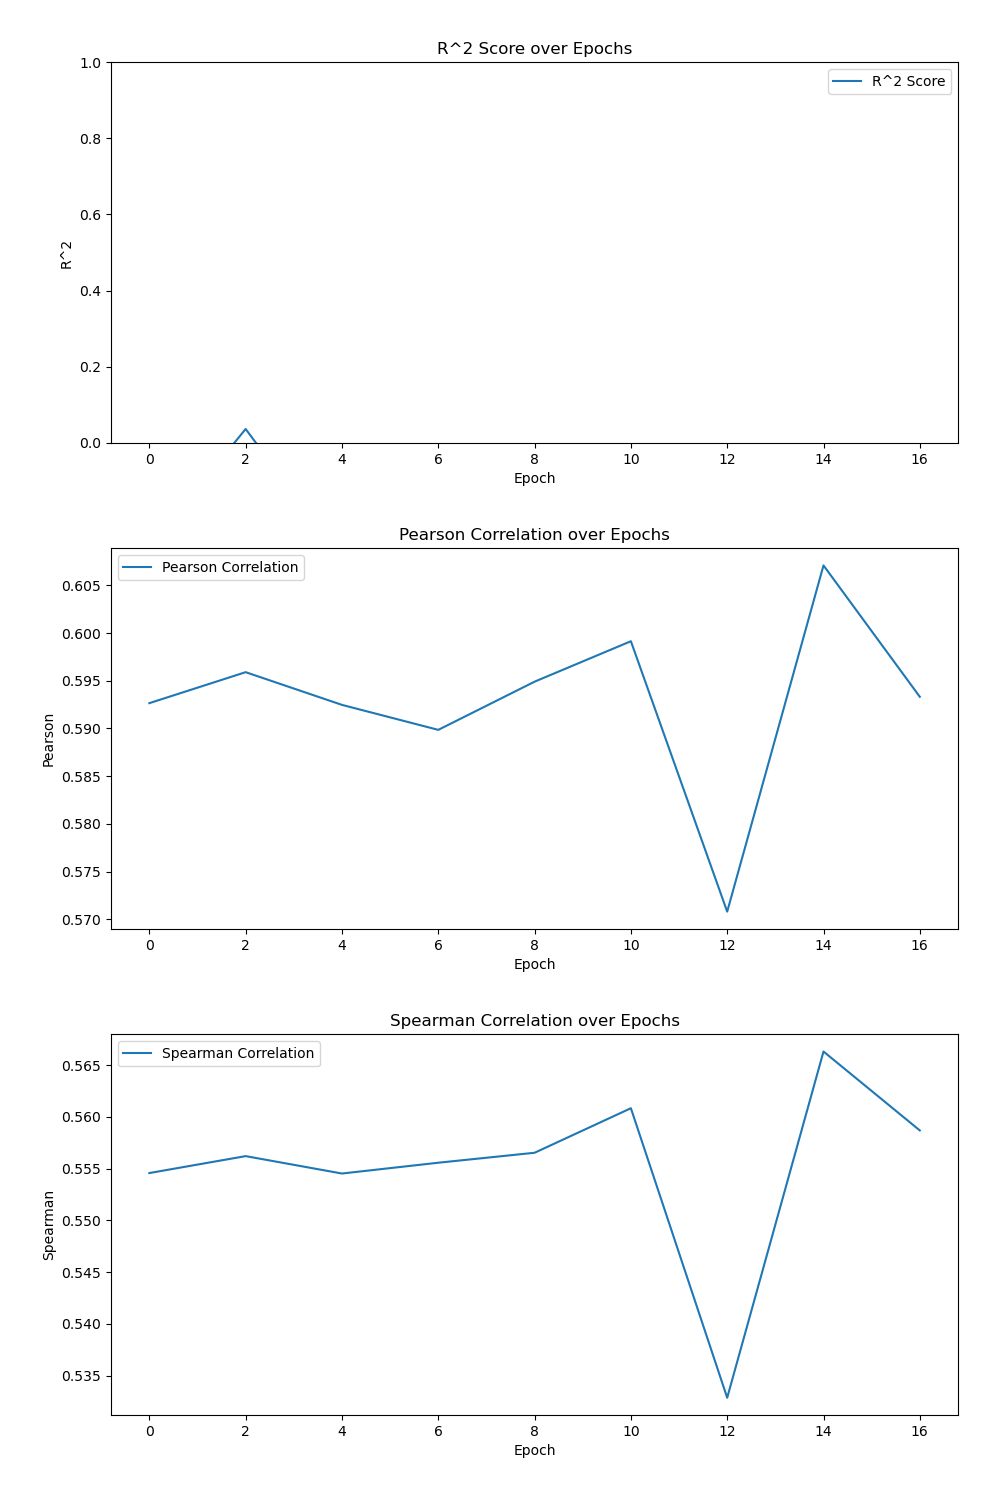 R^2 Score over Epochs
R^2 Score
1.0
0.8
0.6
0.4
0.2
0.0
R^2
0 2 4 6 8 10 12 14 16
Epoch
Pearson Correlation over Epochs
Pearson Correlation
0.605
0.600
0.595
0.590
0.585
0.580
0.575
0.570
Pearson
0 2 4 6 8 10 12 14 16
Epoch
Spearman Correlation over Epochs
Spearman Correlation
0.565
0.560
0.555
0.550
0.545
0.540
0.535
Spearman
0 2 4 6 8 10 12 14 16
Epoch